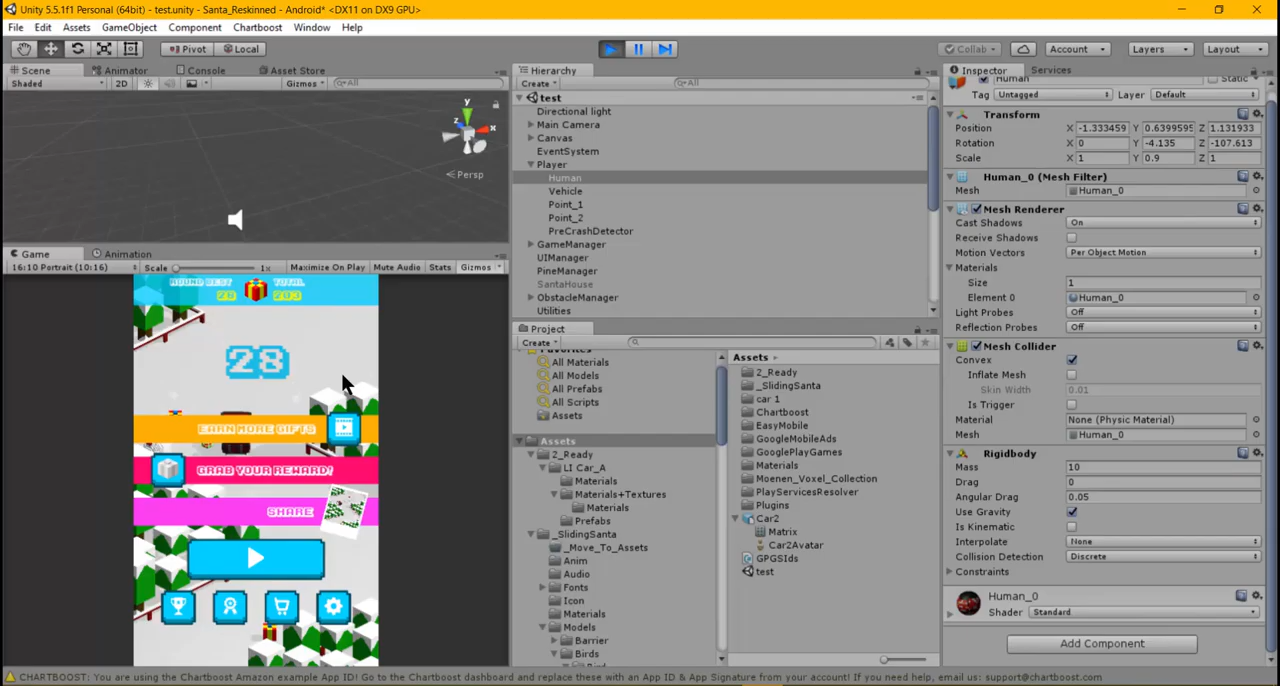 Unity 5.5.1f1 Personal (64bit) - test.unity - Santa_Reskinned - Android* <DX11 on DX9 GPU>
File Edit Assets GameObject Component Chartboost Window Help
Pivot Local Collab Account Layers Layout
Scene Animator Console Asset Store
Shaded 2D Gizmos All
y
x
z
Persp
Game Animation
16:10 Portrait (10:16) Scale 1x Maximize On Play Mute Audio Stats Gizmos
ROUND BEST TOTAL
28 203
28
EARN MORE GIFTS
GRAB YOUR REWARD!
SHARE
Hierarchy
Create All
test
Directional light
Main Camera
Canvas
EventSystem
Player
Human
Vehicle
Point_1
Point_2
PreCrashDetector
GameManager
UIManager
PineManager
SantaHouse
ObstacleManager
Utilities
Project
Create
Favorites
All Materials
All Models
All Prefabs
All Scripts
Assets
Assets
2_Ready
LI Car_A
Materials
Materials+Textures
Materials
Prefabs
_SlidingSanta
_Move_To_Assets
Anim
Audio
Fonts
Icon
Materials
Models
Barrier
Birds
Assets
2_Ready
_SlidingSanta
car 1
Chartboost
EasyMobile
GoogleMobileAds
GooglePlayGames
Materials
Moenen_Voxel_Collection
PlayServicesResolver
Plugins
Car2
Matrix
Car2Avatar
GPGSIds
test
Inspector Services
Human Static
Tag Untagged Layer Default
Transform
Position X -1.333459 Y 0.6399595 Z 1.131933
Rotation X 0 Y -4.135 Z -107.613
Scale X 1 Y 0.9 Z 1
Human_0 (Mesh Filter)
Mesh Human_0
Mesh Renderer
Cast Shadows On
Receive Shadows
Motion Vectors Per Object Motion
Materials
Size 1
Element 0 Human_0
Light Probes Off
Reflection Probes Off
Mesh Collider
Convex
Inflate Mesh
Skin Width 0.01
Is Trigger
Material None (Physic Material)
Mesh Human_0
Rigidbody
Mass 10
Drag 0
Angular Drag 0.05
Use Gravity
Is Kinematic
Interpolate None
Collision Detection Discrete
Constraints
Human_0
Shader Standard
Add Component
CHARTBOOST: You are using the Chartboost Amazon example App ID! Go to the Chartboost dashboard and replace these with an App ID & App Signature from your account! If you need help, email us: support@chartboost.com